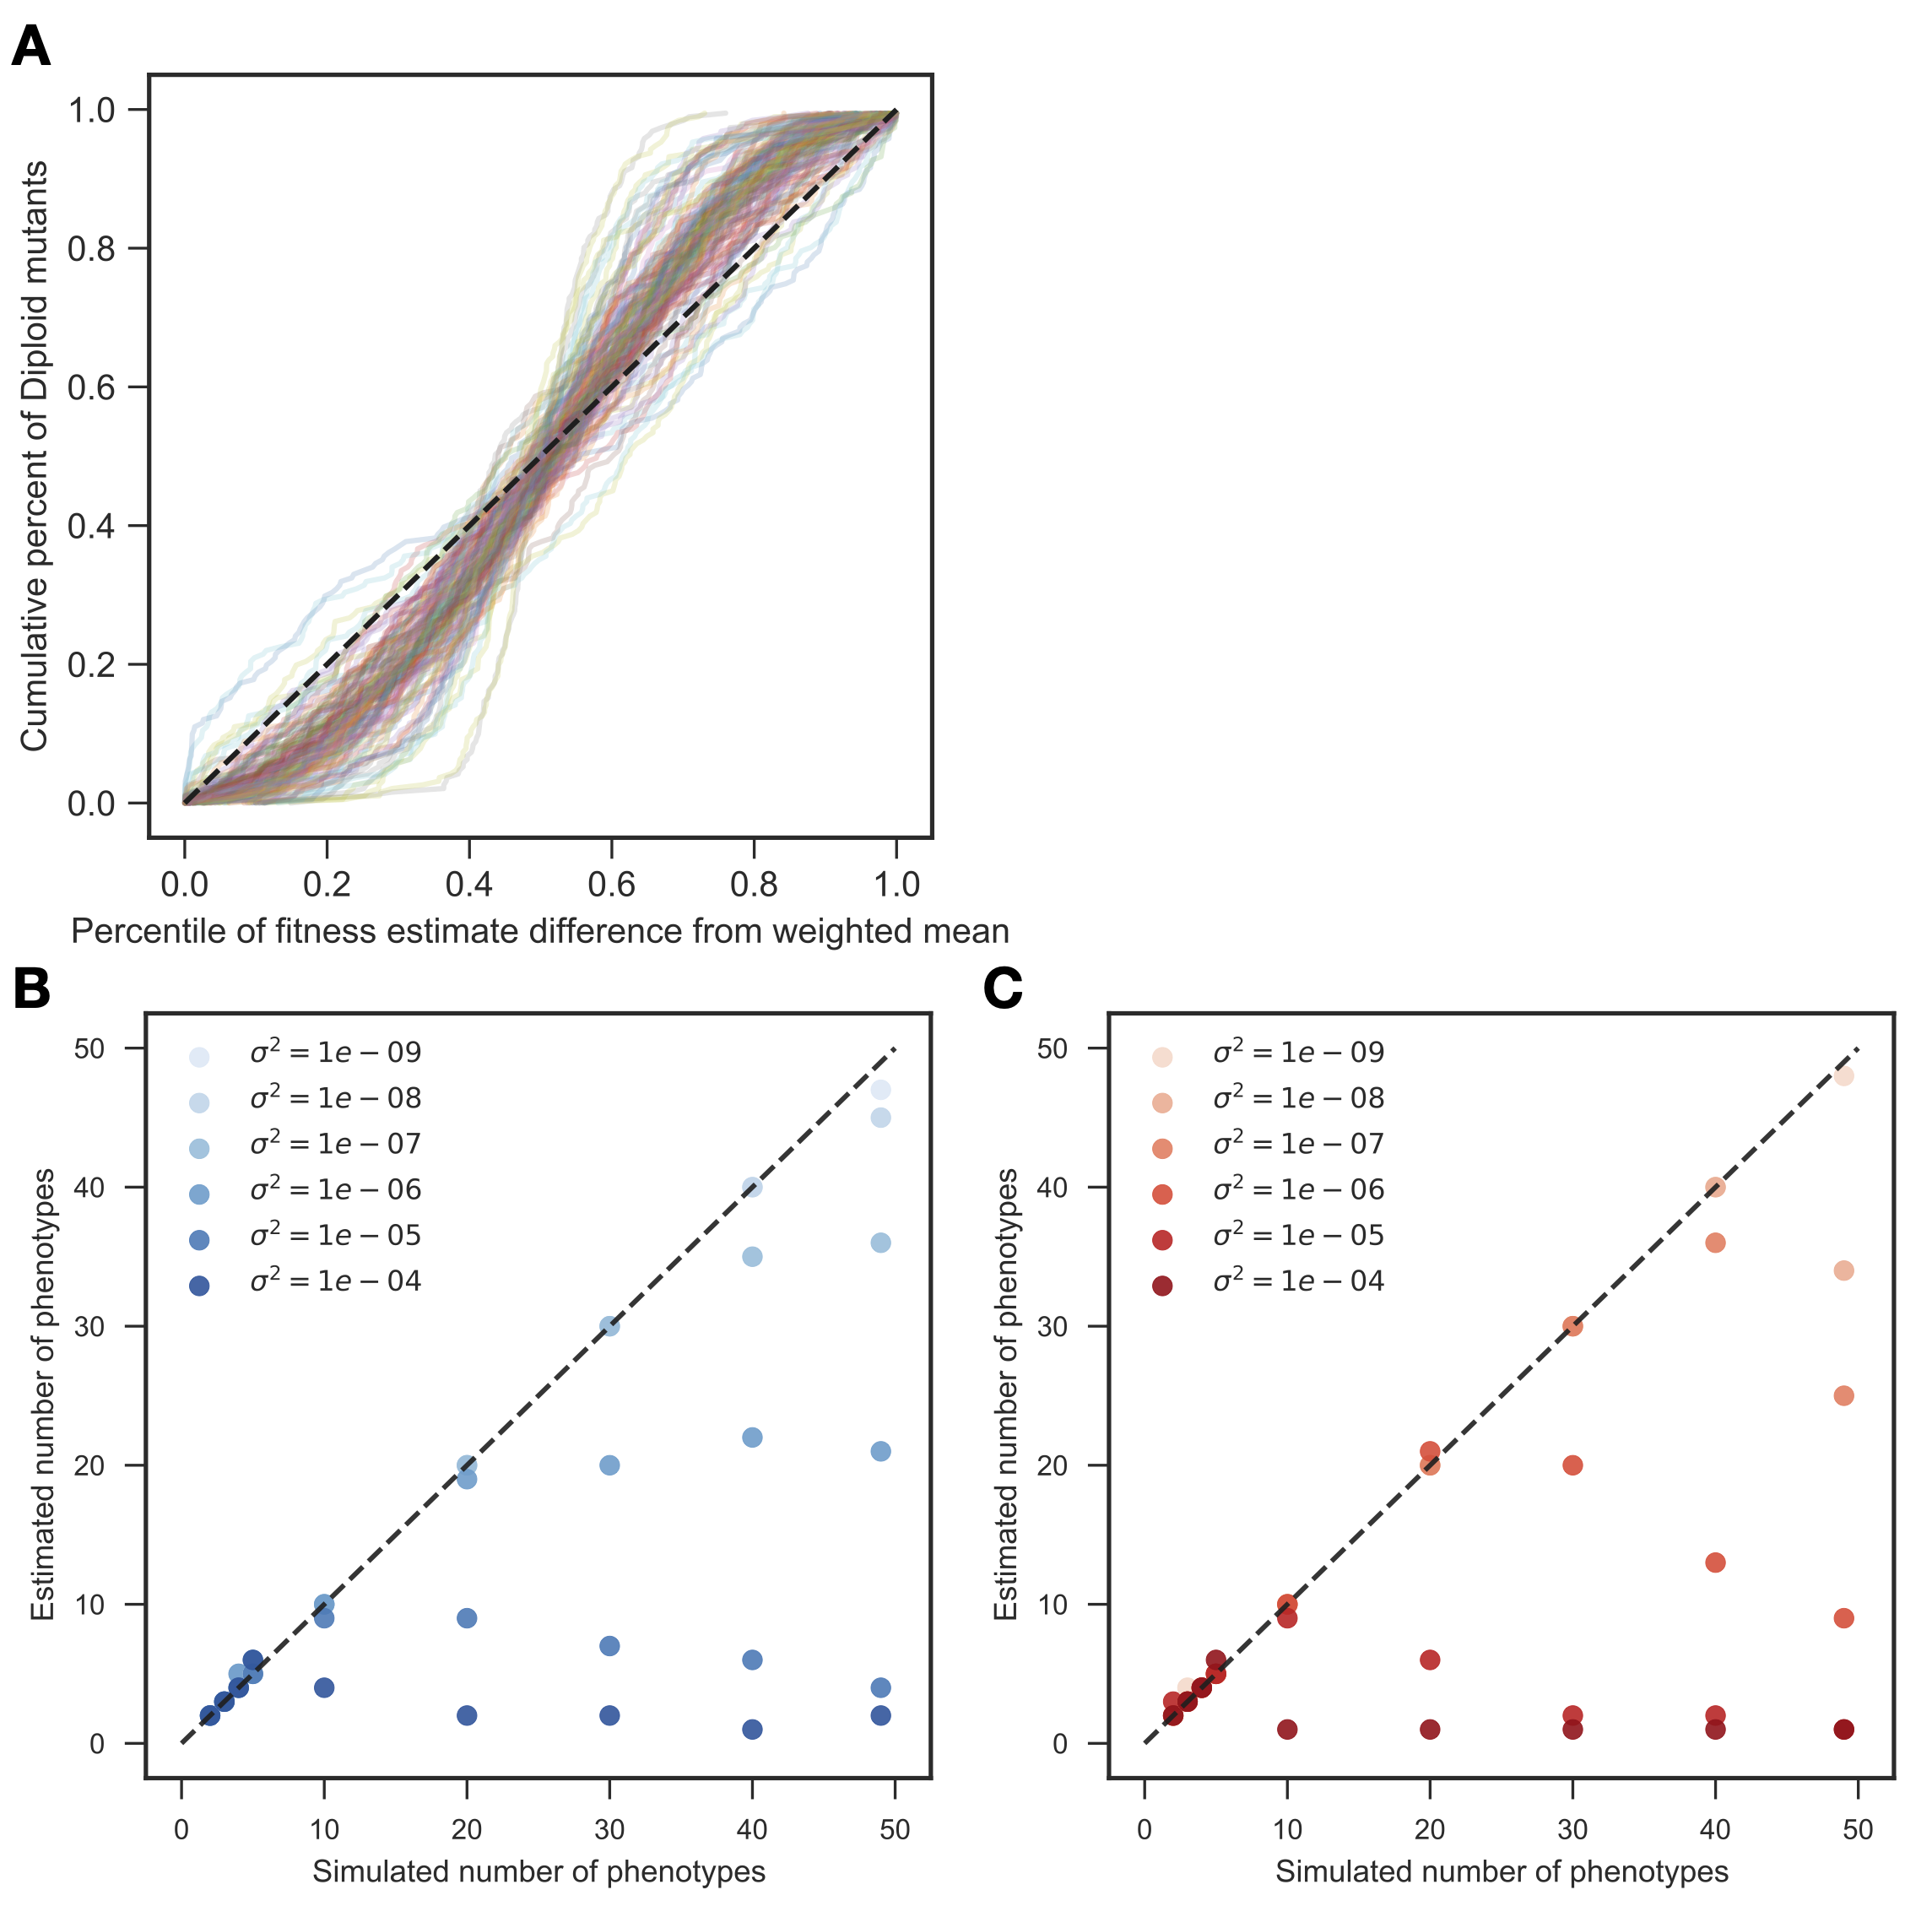 A
1.0
0.8
0.6
0.4
0.2
0.0
Cumulative percent of Diploid mutants
0.0 0.2 0.4 0.6 0.8 1.0
Percentile of fitness estimate difference from weighted mean
B
50
40
30
20
10
0
Estimated number of phenotypes
σ² = 1e − 09
σ² = 1e − 08
σ² = 1e − 07
σ² = 1e − 06
σ² = 1e − 05
σ² = 1e − 04
0 10 20 30 40 50
Simulated number of phenotypes
C
50
40
30
20
10
0
Estimated number of phenotypes
σ² = 1e − 09
σ² = 1e − 08
σ² = 1e − 07
σ² = 1e − 06
σ² = 1e − 05
σ² = 1e − 04
0 10 20 30 40 50
Simulated number of phenotypes